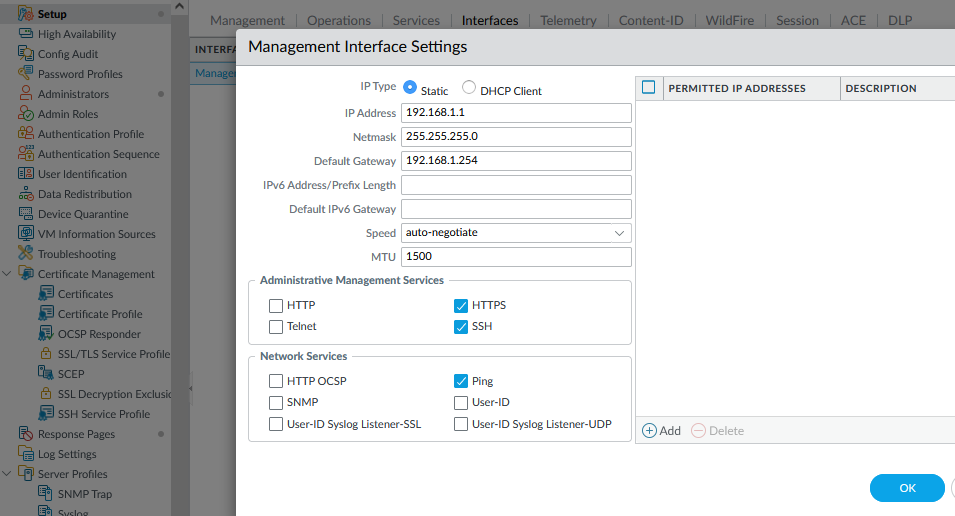 Setup
High Availability
Config Audit
Password Profiles
Administrators
Admin Roles
Authentication Profile
Authentication Sequence
User Identification
Data Redistribution
Device Quarantine
VM Information Sources
Troubleshooting
Certificate Management
Certificates
Certificate Profile
OCSP Responder
SSL/TLS Service Profile
SCEP
SSL Decryption Exclusio
SSH Service Profile
Response Pages
Log Settings
Server Profiles
SNMP Trap
Syslog
Management Operations Services Interfaces Telemetry Content-ID WildFire Session ACE DLP
INTERFA
Manage
Management Interface Settings
IP Type Static DHCP Client
IP Address 192.168.1.1
Netmask 255.255.255.0
Default Gateway 192.168.1.254
IPv6 Address/Prefix Length
Default IPv6 Gateway
Speed auto-negotiate
MTU 1500
Administrative Management Services
HTTP HTTPS
Telnet SSH
Network Services
HTTP OCSP Ping
SNMP User-ID
User-ID Syslog Listener-SSL User-ID Syslog Listener-UDP
PERMITTED IP ADDRESSES DESCRIPTION
Add Delete
OK